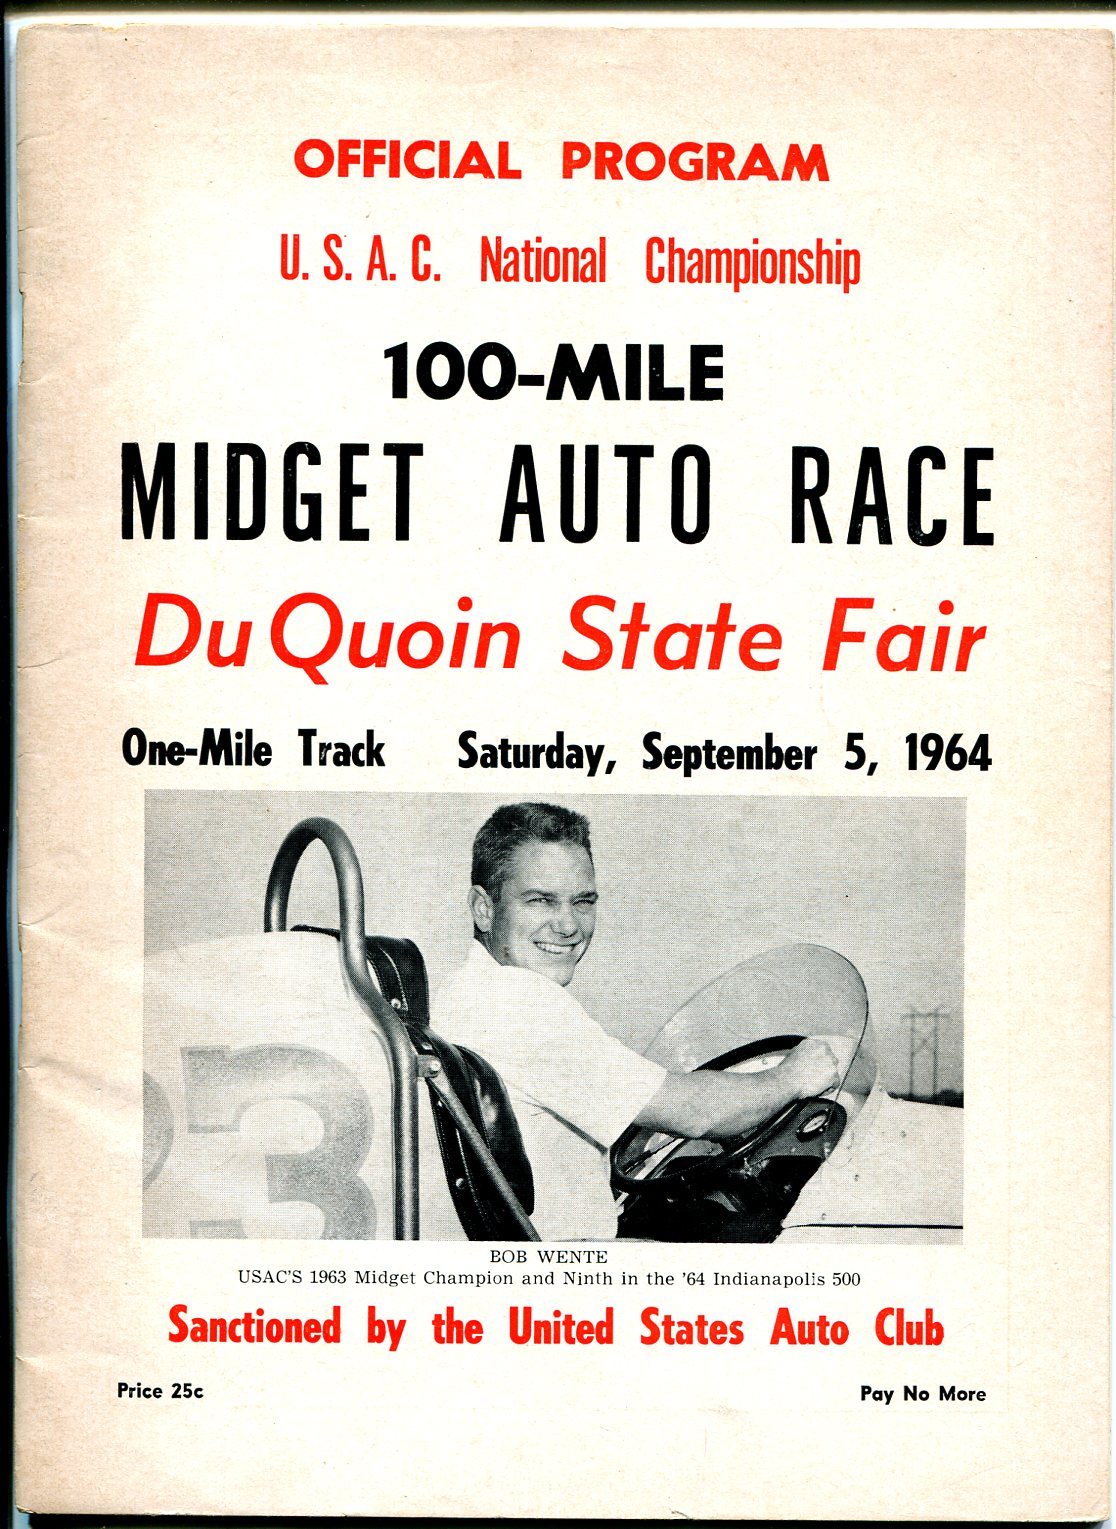 OFFICIAL PROGRAM
U. S. A. C. National Championship
100-MILE
MIDGET AUTO RACE
Du Quoin State Fair
One-Mile Track Saturday, September 5, 1964
3
BOB WENTE
USAC'S 1963 Midget Champion and Ninth in the '64 Indianapolis 500
Sanctioned by the United States Auto Club
Price 25c Pay No More